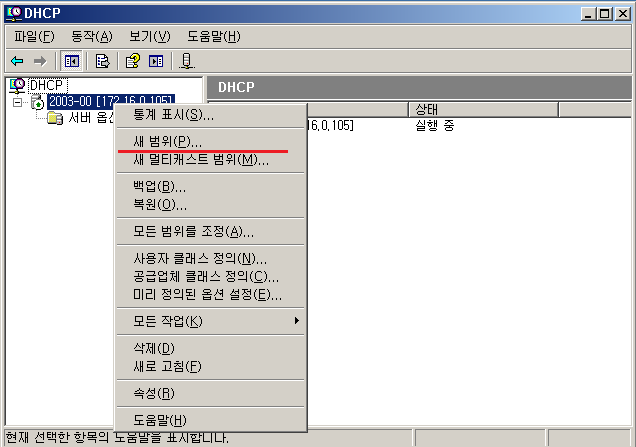 DHCP
파일(F) 동작(A) 보기(V) 도움말(H)
DHCP
DHCP
2003-00 [172.16.0.105]
상태
서버 옵션
16.0.105] 실행 중
통계 표시(S)...
새 범위(P)...
새 멀티캐스트 범위(M)...
백업(B)...
복원(O)...
모든 범위를 조정(A)...
사용자 클래스 정의(N)...
공급업체 클래스 정의(C)...
미리 정의된 옵션 설정(E)...
모든 작업(K)
삭제(D)
새로 고침(F)
속성(R)
도움말(H)
현재 선택한 항목의 도움말을 표시합니다.